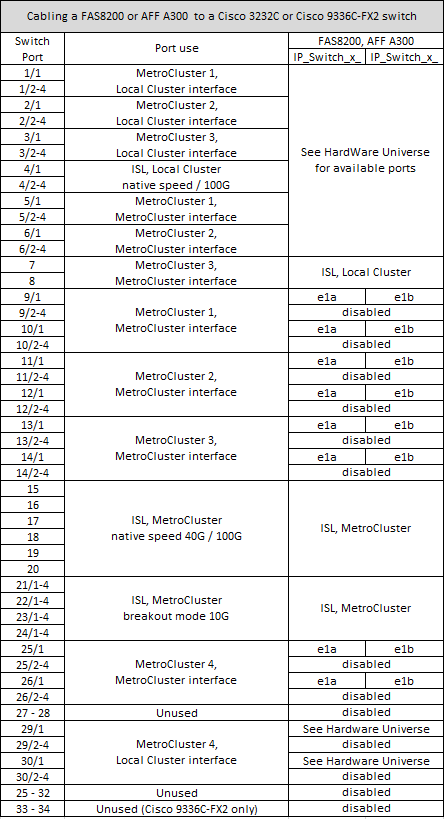 Cabling a FAS8200 or AFF A300 to a Cisco 3232C or Cisco 9336C-FX2 switch
Switch Port
Port use
FAS8200, AFF A300
IP_Switch_x_ IP_Switch_x_
1/1 MetroCluster 1,
1/2-4 Local Cluster interface
2/1 MetroCluster 2,
2/2-4 Local Cluster interface
3/1 MetroCluster 3,
3/2-4 Local Cluster interface
4/1 ISL, Local Cluster
4/2-4 native speed / 100G
5/1 MetroCluster 1,
5/2-4 MetroCluster interface
6/1 MetroCluster 2,
6/2-4 MetroCluster interface
See HardWare Universe
for available ports
7 MetroCluster 3,
8 MetroCluster interface
ISL, Local Cluster
9/1 e1a e1b
9/2-4 MetroCluster 1, disabled
10/1 MetroCluster interface e1a e1b
10/2-4 disabled
11/1 e1a e1b
11/2-4 MetroCluster 2, disabled
12/1 MetroCluster interface e1a e1b
12/2-4 disabled
13/1 e1a e1b
13/2-4 MetroCluster 3, disabled
14/1 MetroCluster interface e1a e1b
14/2-4 disabled
15
16
17
18
19
20
ISL, MetroCluster
native speed 40G / 100G
ISL, MetroCluster
21/1-4
22/1-4
23/1-4
24/1-4
ISL, MetroCluster
breakout mode 10G
ISL, MetroCluster
25/1 e1a e1b
25/2-4 MetroCluster 4, disabled
26/1 MetroCluster interface e1a e1b
26/2-4 disabled
27 - 28 Unused disabled
29/1 See Hardware Universe
29/2-4 MetroCluster 4, disabled
30/1 Local Cluster interface See Hardware Universe
30/2-4 disabled
25 - 32 Unused disabled
33 - 34 Unused (Cisco 9336C-FX2 only) disabled